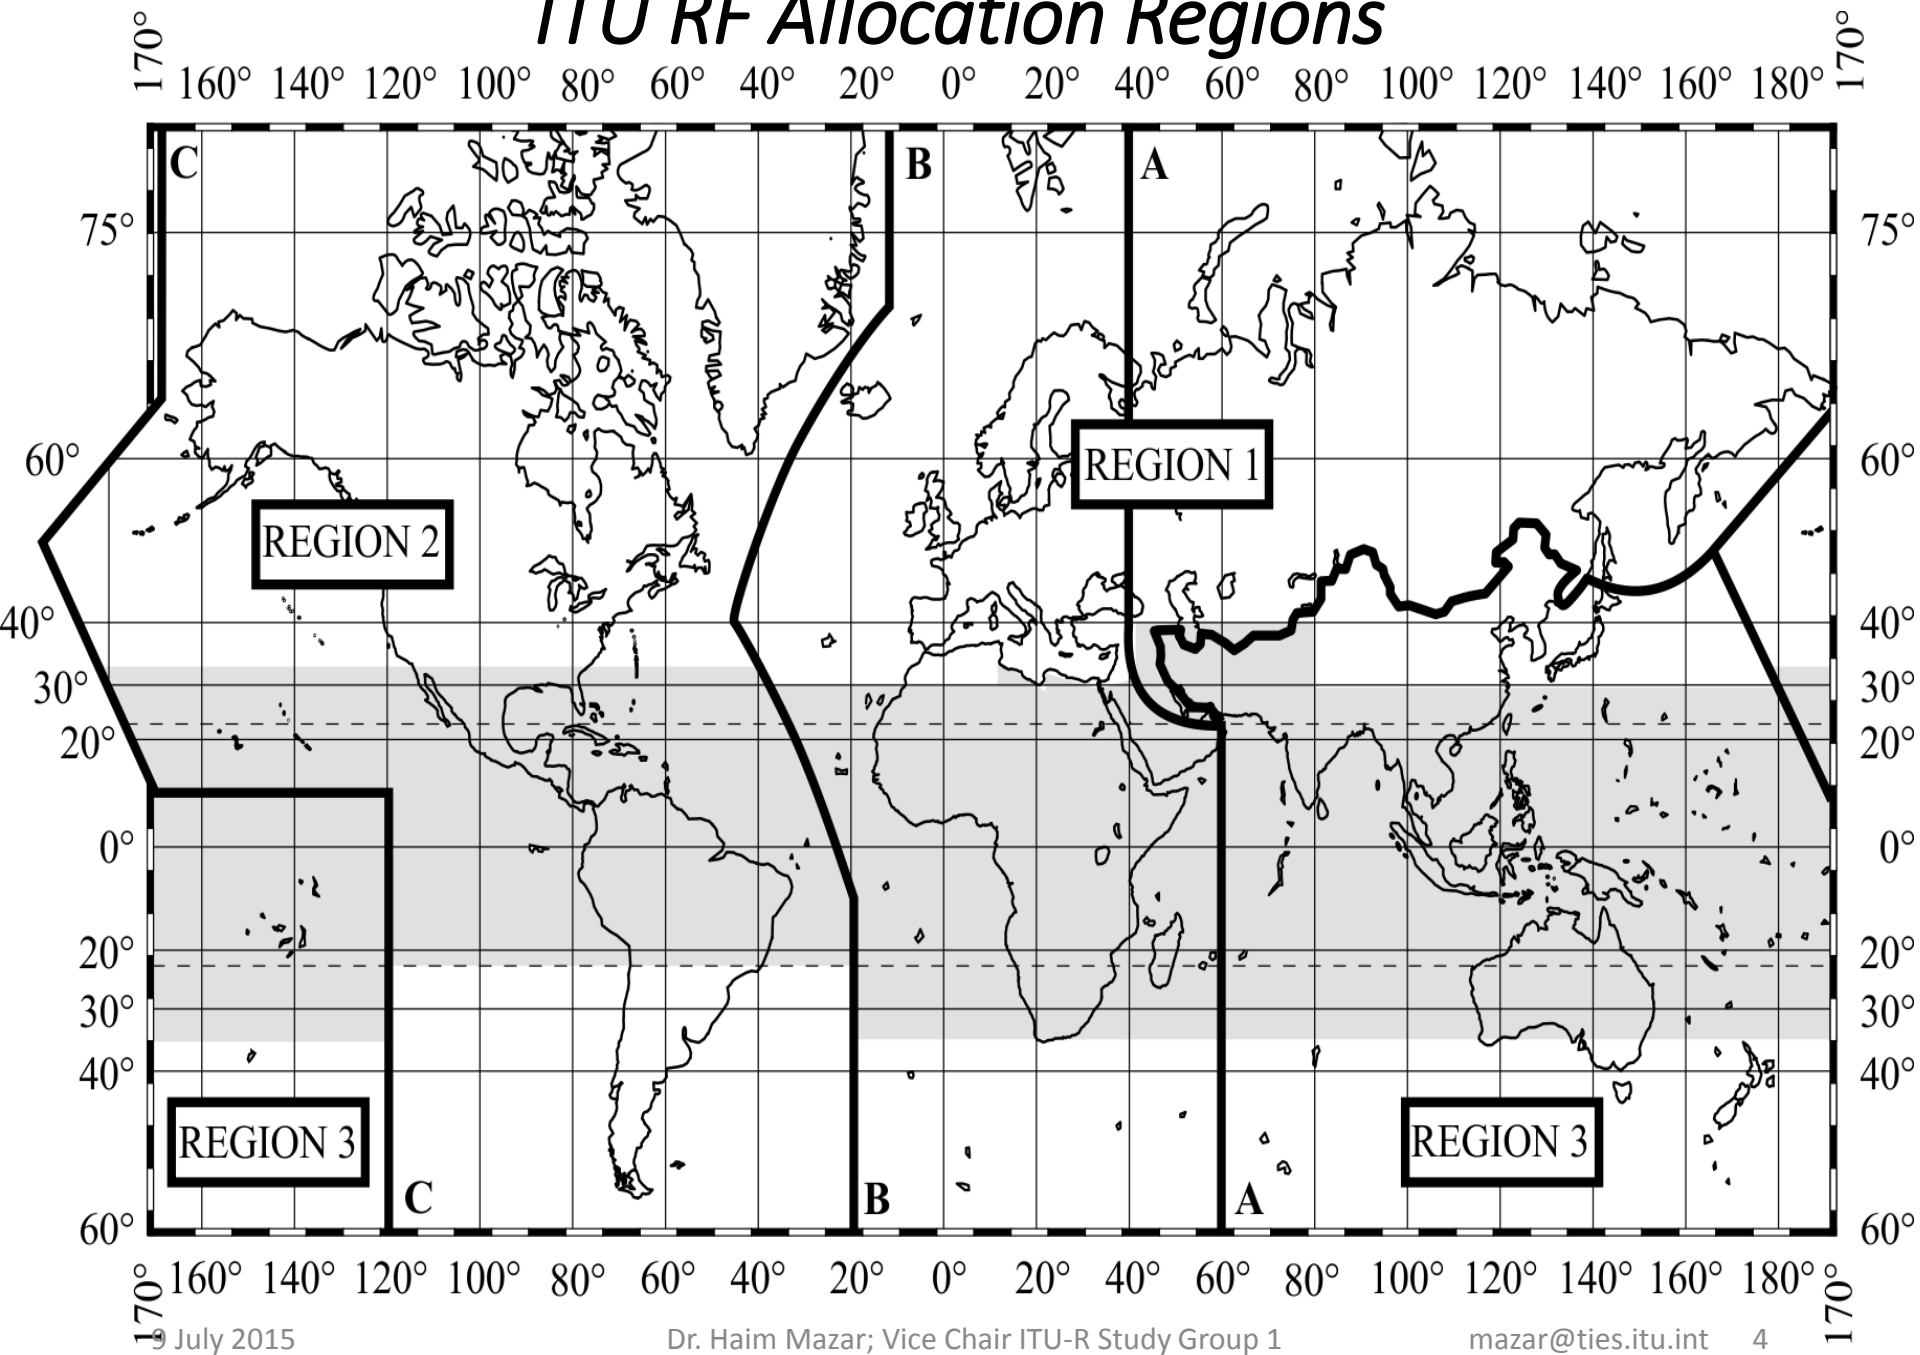 ITU RF Allocation Regions
170° 160° 140° 120° 100° 80° 60° 40° 20° 0° 20° 40° 60° 80° 100° 120° 140° 160° 180° 170°
C B A
75° 75°
REGION 1
60° 60°
REGION 2
40° 40°
30° 30°
20° 20°
0° 0°
20° 20°
30° 30°
40° 40°
REGION 3 REGION 3
C B A
60° 60°
170° 160° 140° 120° 100° 80° 60° 40° 20° 0° 20° 40° 60° 80° 100° 120° 140° 160° 180° 170°
9 July 2015 Dr. Haim Mazar; Vice Chair ITU-R Study Group 1 mazar@ties.itu.int 4